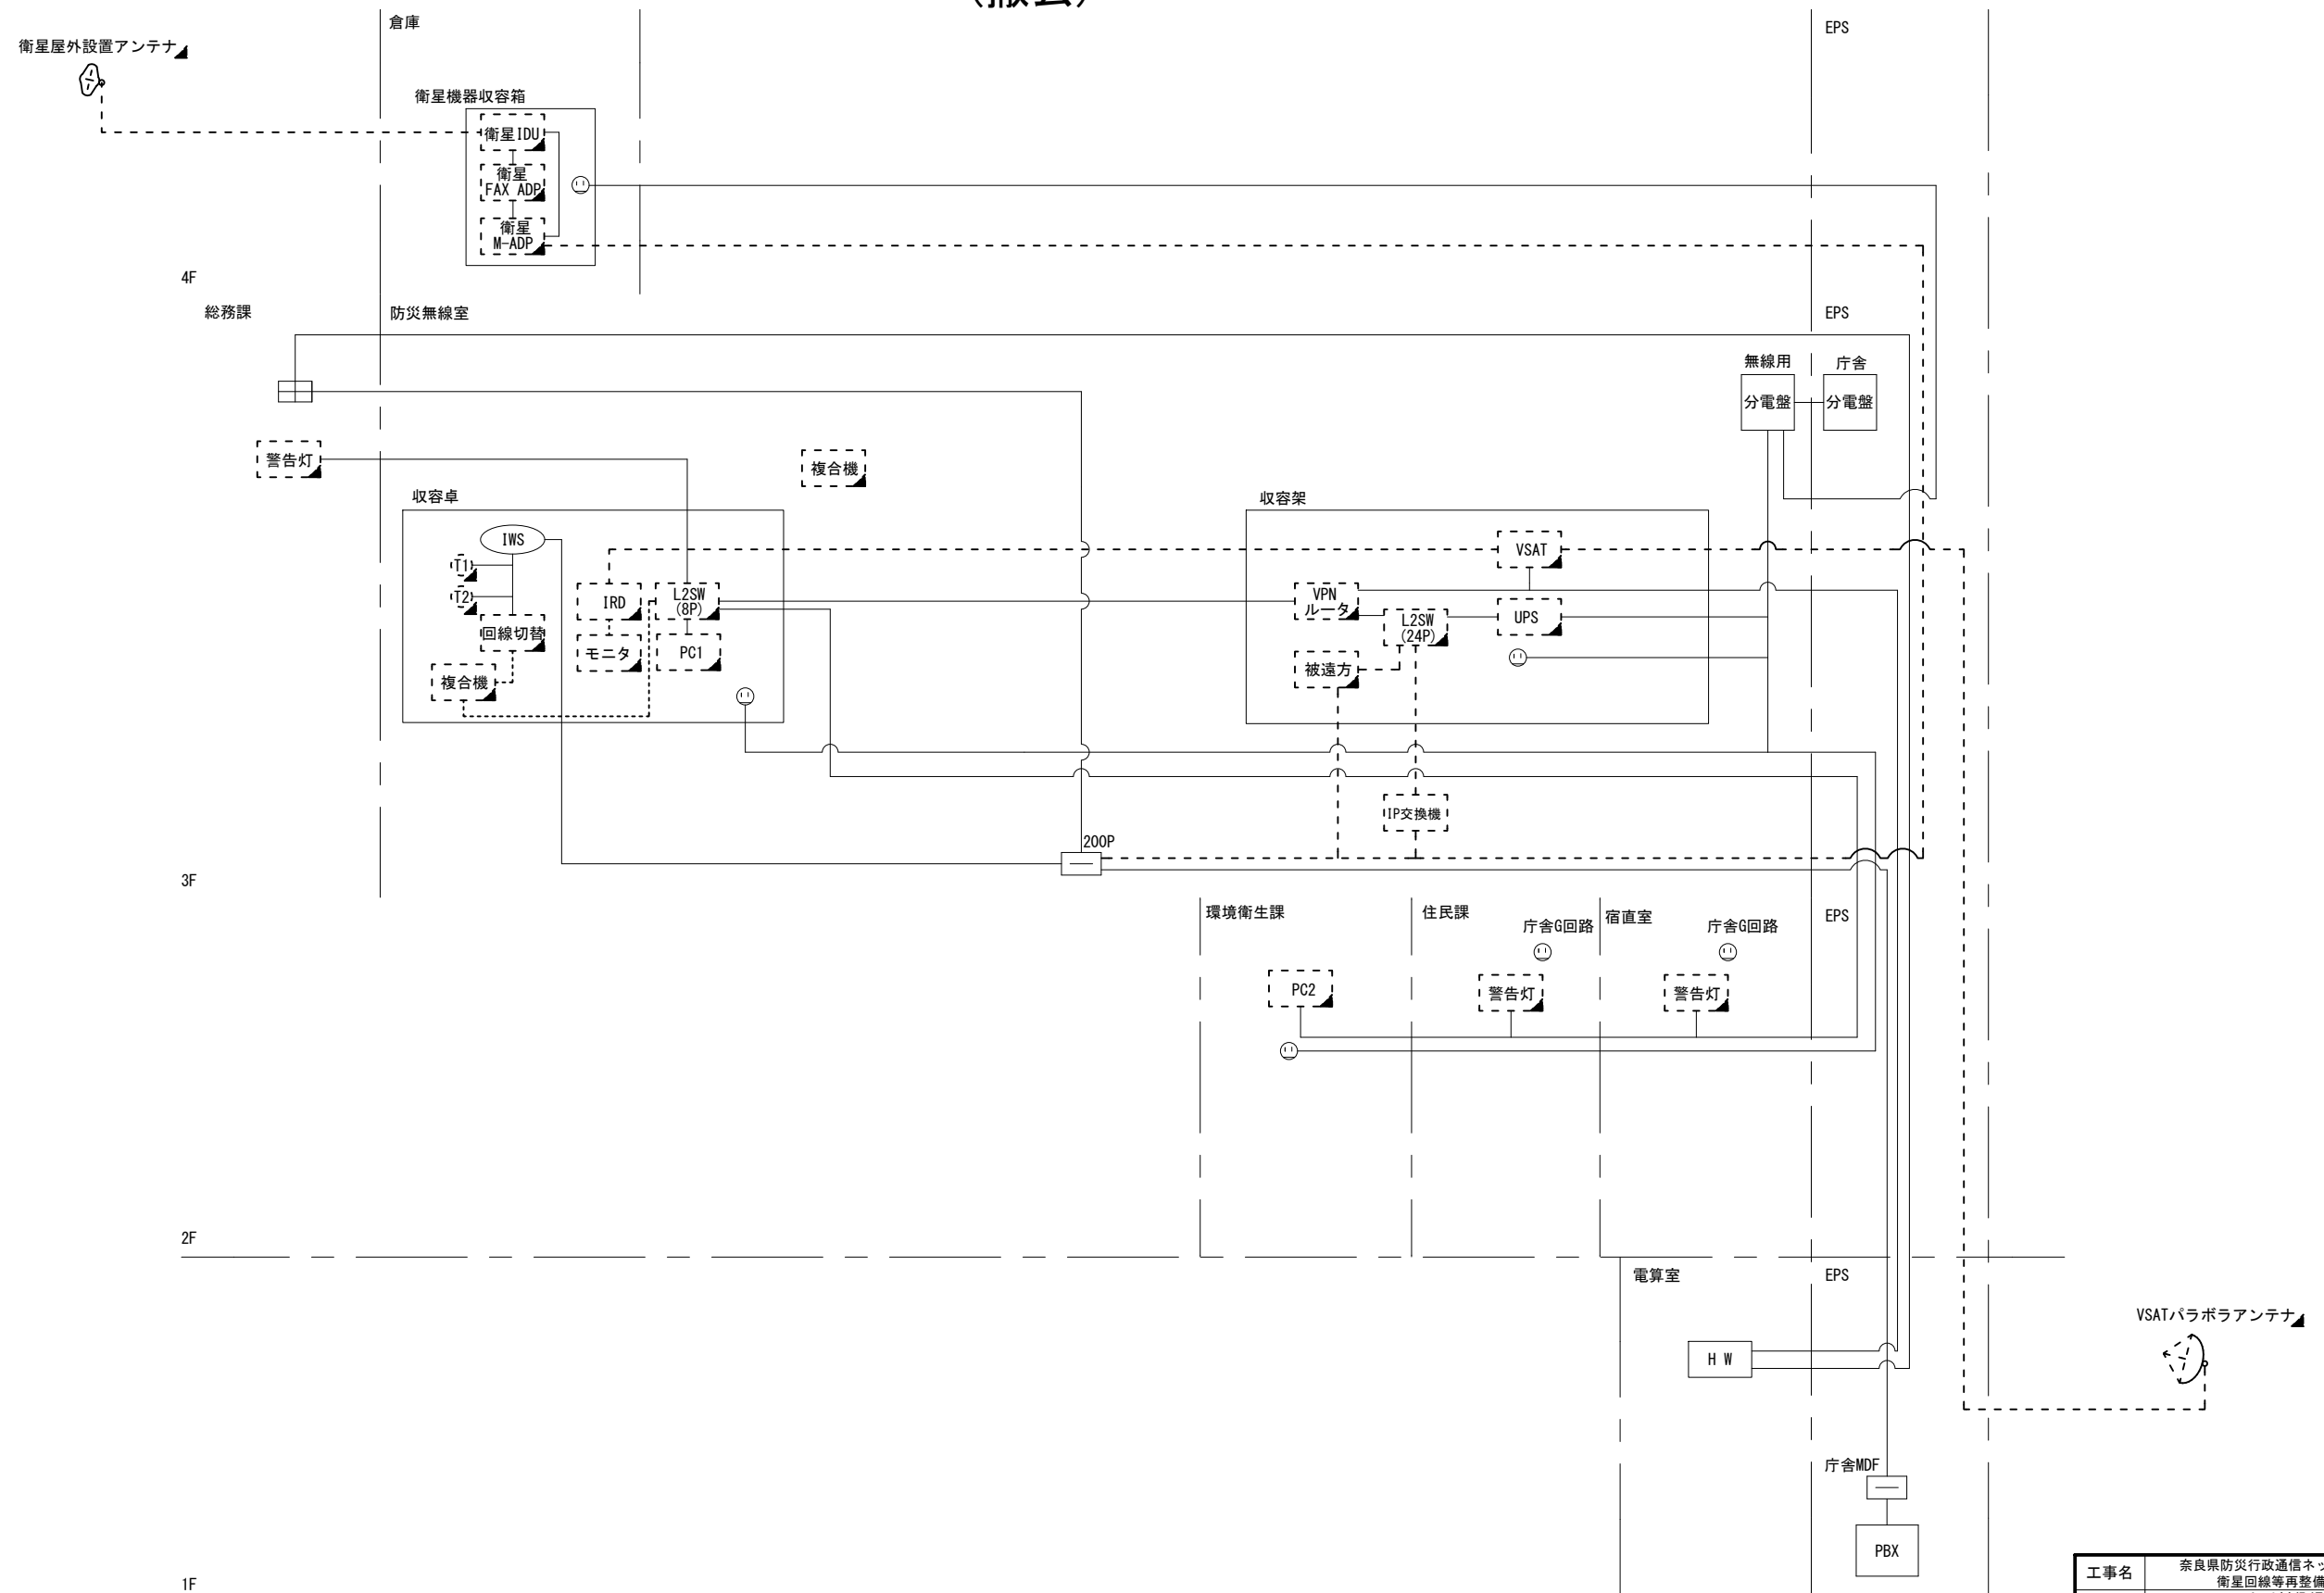 (撤去)
倉庫
EPS
衛星屋外設置アンテナ
衛星機器収容箱
衛星IDU
衛星
FAX ADP
衛星
M-ADP
4F
総務課
防災無線室
EPS
無線用
庁舎
分電盤
分電盤
警告灯
複合機
収容卓
収容架
IWS
VSAT
T1
T2
IRD
L2SW
(8P)
VPN
ルータ
L2SW
(24P)
UPS
回線切替
モニタ
PC1
被遠方
複合機
IP交換機
200P
3F
環境衛生課
住民課
庁舎G回路
宿直室
庁舎G回路
EPS
PC2
警告灯
警告灯
2F
電算室
EPS
VSATパラボラアンテナ
H W
庁舎MDF
PBX
1F
工事名
奈良県防災行政通信ネッ
衛星回線等再整備